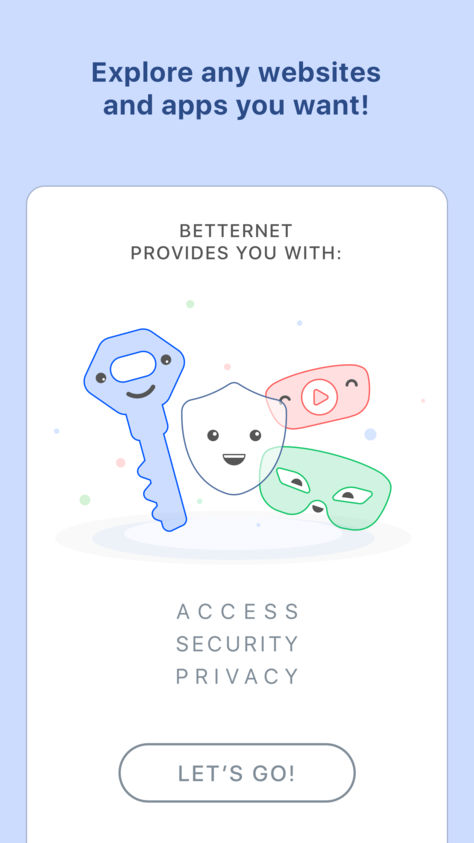 Explore any websites
and apps you want!
BETTERNET
PROVIDES YOU WITH:
ACCESS
SECURITY
PRIVACY
LET'S GO!